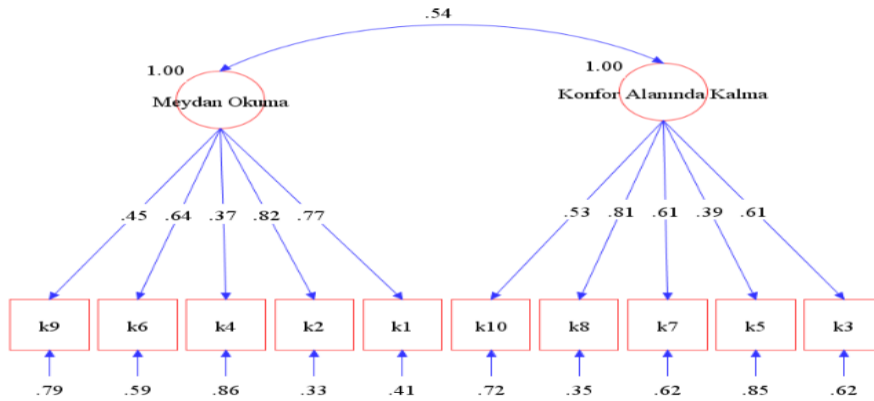 .54
1.00
1.00
Meydan Okuma
Konfor Alanında Kalma
.45 .64 .37 .82 .77
.53 .81 .61 .39 .61
k9 k6 k4 k2 k1 k10 k8 k7 k5 k3
.79 .59 .86 .33 .41 .72 .35 .62 .85 .62